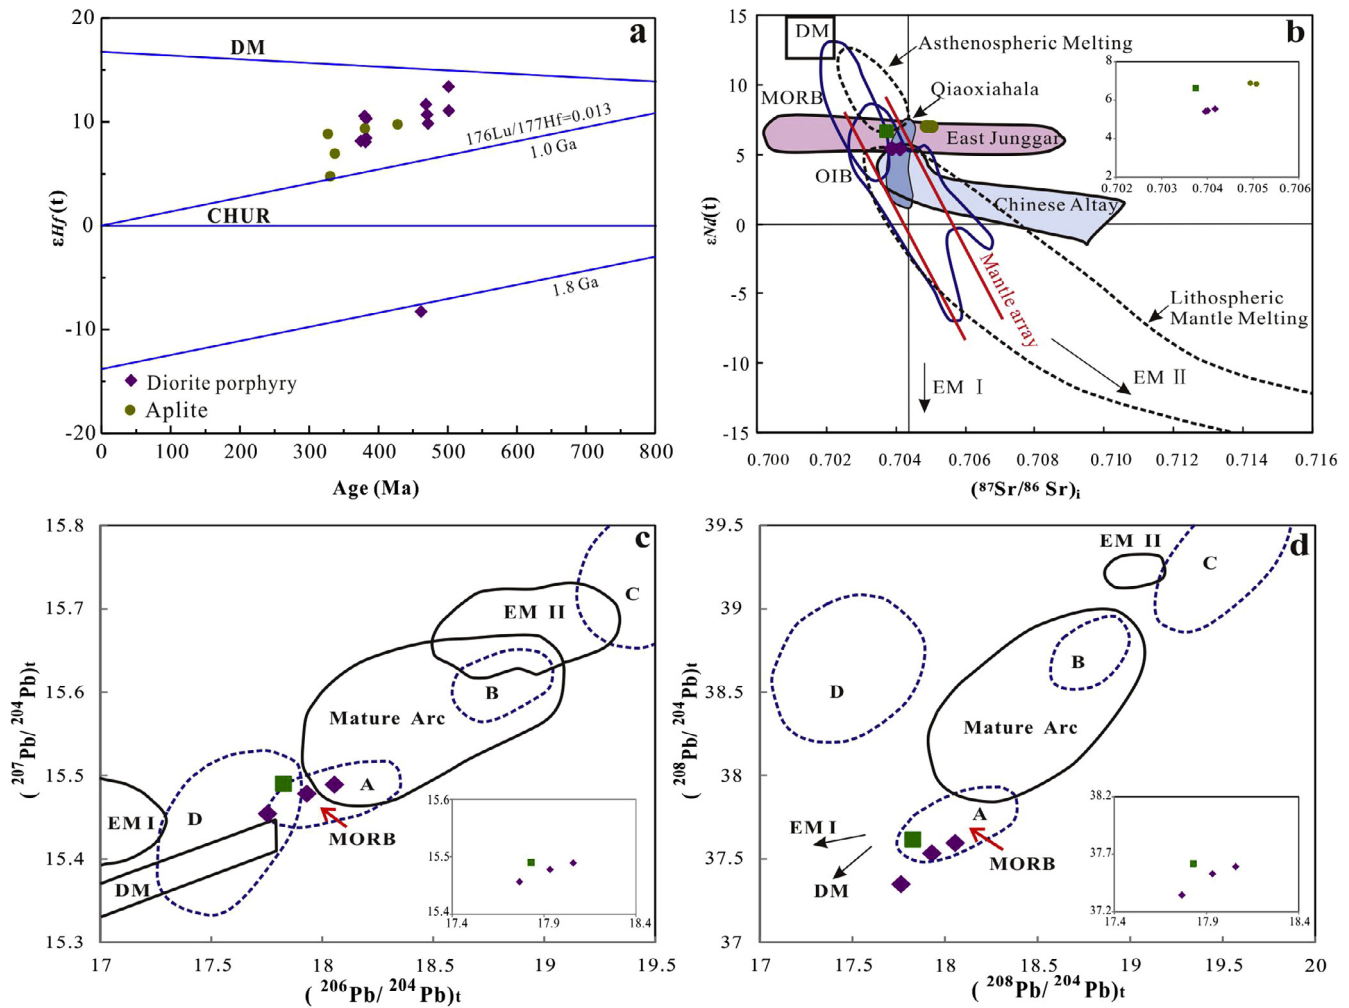 a
20
10
0
-10
-20
εHf(t)
DM
176Lu/177Hf=0.013
1.0 Ga
CHUR
1.8 Ga
Diorite porphyry
Aplite
0 100 200 300 400 500 600 700 800
Age (Ma)
b
15
10
5
0
-5
-10
-15
εNd(t)
DM
Asthenospheric Melting
MORB
Qiaoxiahala
East Junggar
OIB
Chinese Altay
Mantle array
Lithospheric
Mantle Melting
EM I
EM II
8
6
4
2
0.702 0.703 0.704 0.705 0.706
0.700 0.702 0.704 0.706 0.708 0.710 0.712 0.714 0.716
(⁸⁷Sr/⁸⁶ Sr)ᵢ
c
15.8
15.7
15.6
15.5
15.4
15.3
(²⁰⁷Pb/²⁰⁴Pb)t
C
EM II
B
Mature Arc
A
EM I
D
MORB
DM
15.6
15.5
15.4
17.4 17.9 18.4
17 17.5 18 18.5 19 19.5
(²⁰⁶Pb/²⁰⁴Pb)t
d
39.5
39
38.5
38
37.5
37
(²⁰⁸Pb/²⁰⁴Pb)t
EM II
C
B
D
Mature Arc
A
EM I
MORB
DM
38.2
37.7
37.2
17.4 17.9 18.4
17 17.5 18 18.5 19 19.5 20
(²⁰⁸Pb/²⁰⁴Pb)t